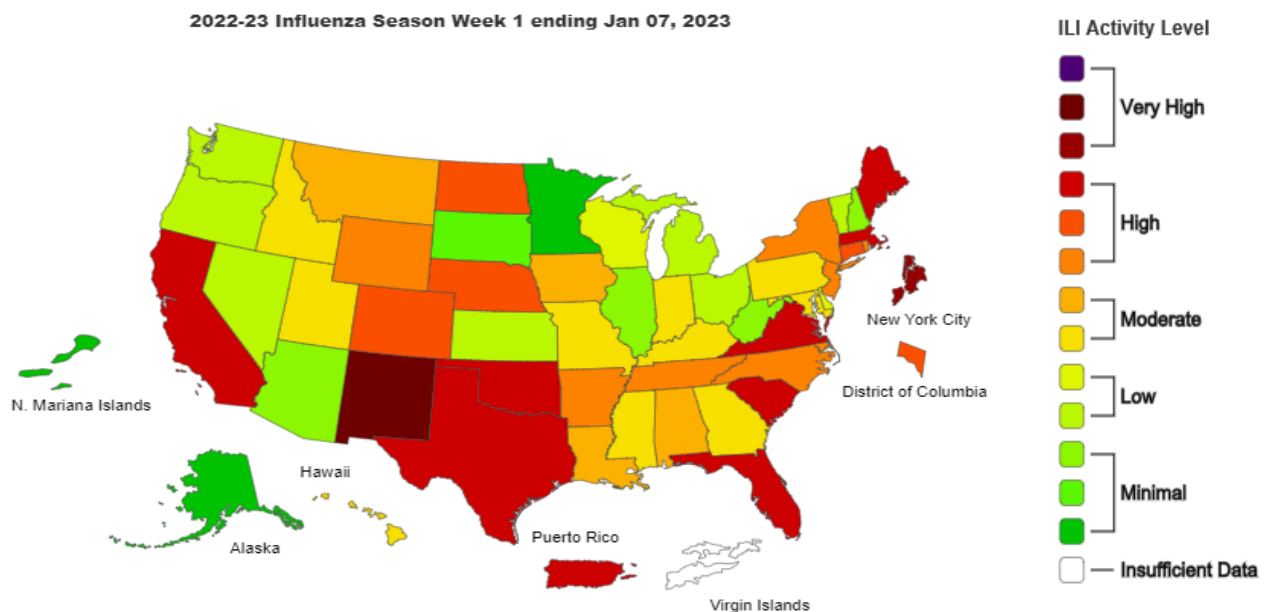 2022-23 Influenza Season Week 1 ending Jan 07, 2023
ILI Activity Level
Very High
High
Moderate
Low
Minimal
Insufficient Data
New York City
District of Columbia
N. Mariana Islands
Hawaii
Alaska
Puerto Rico
Virgin Islands